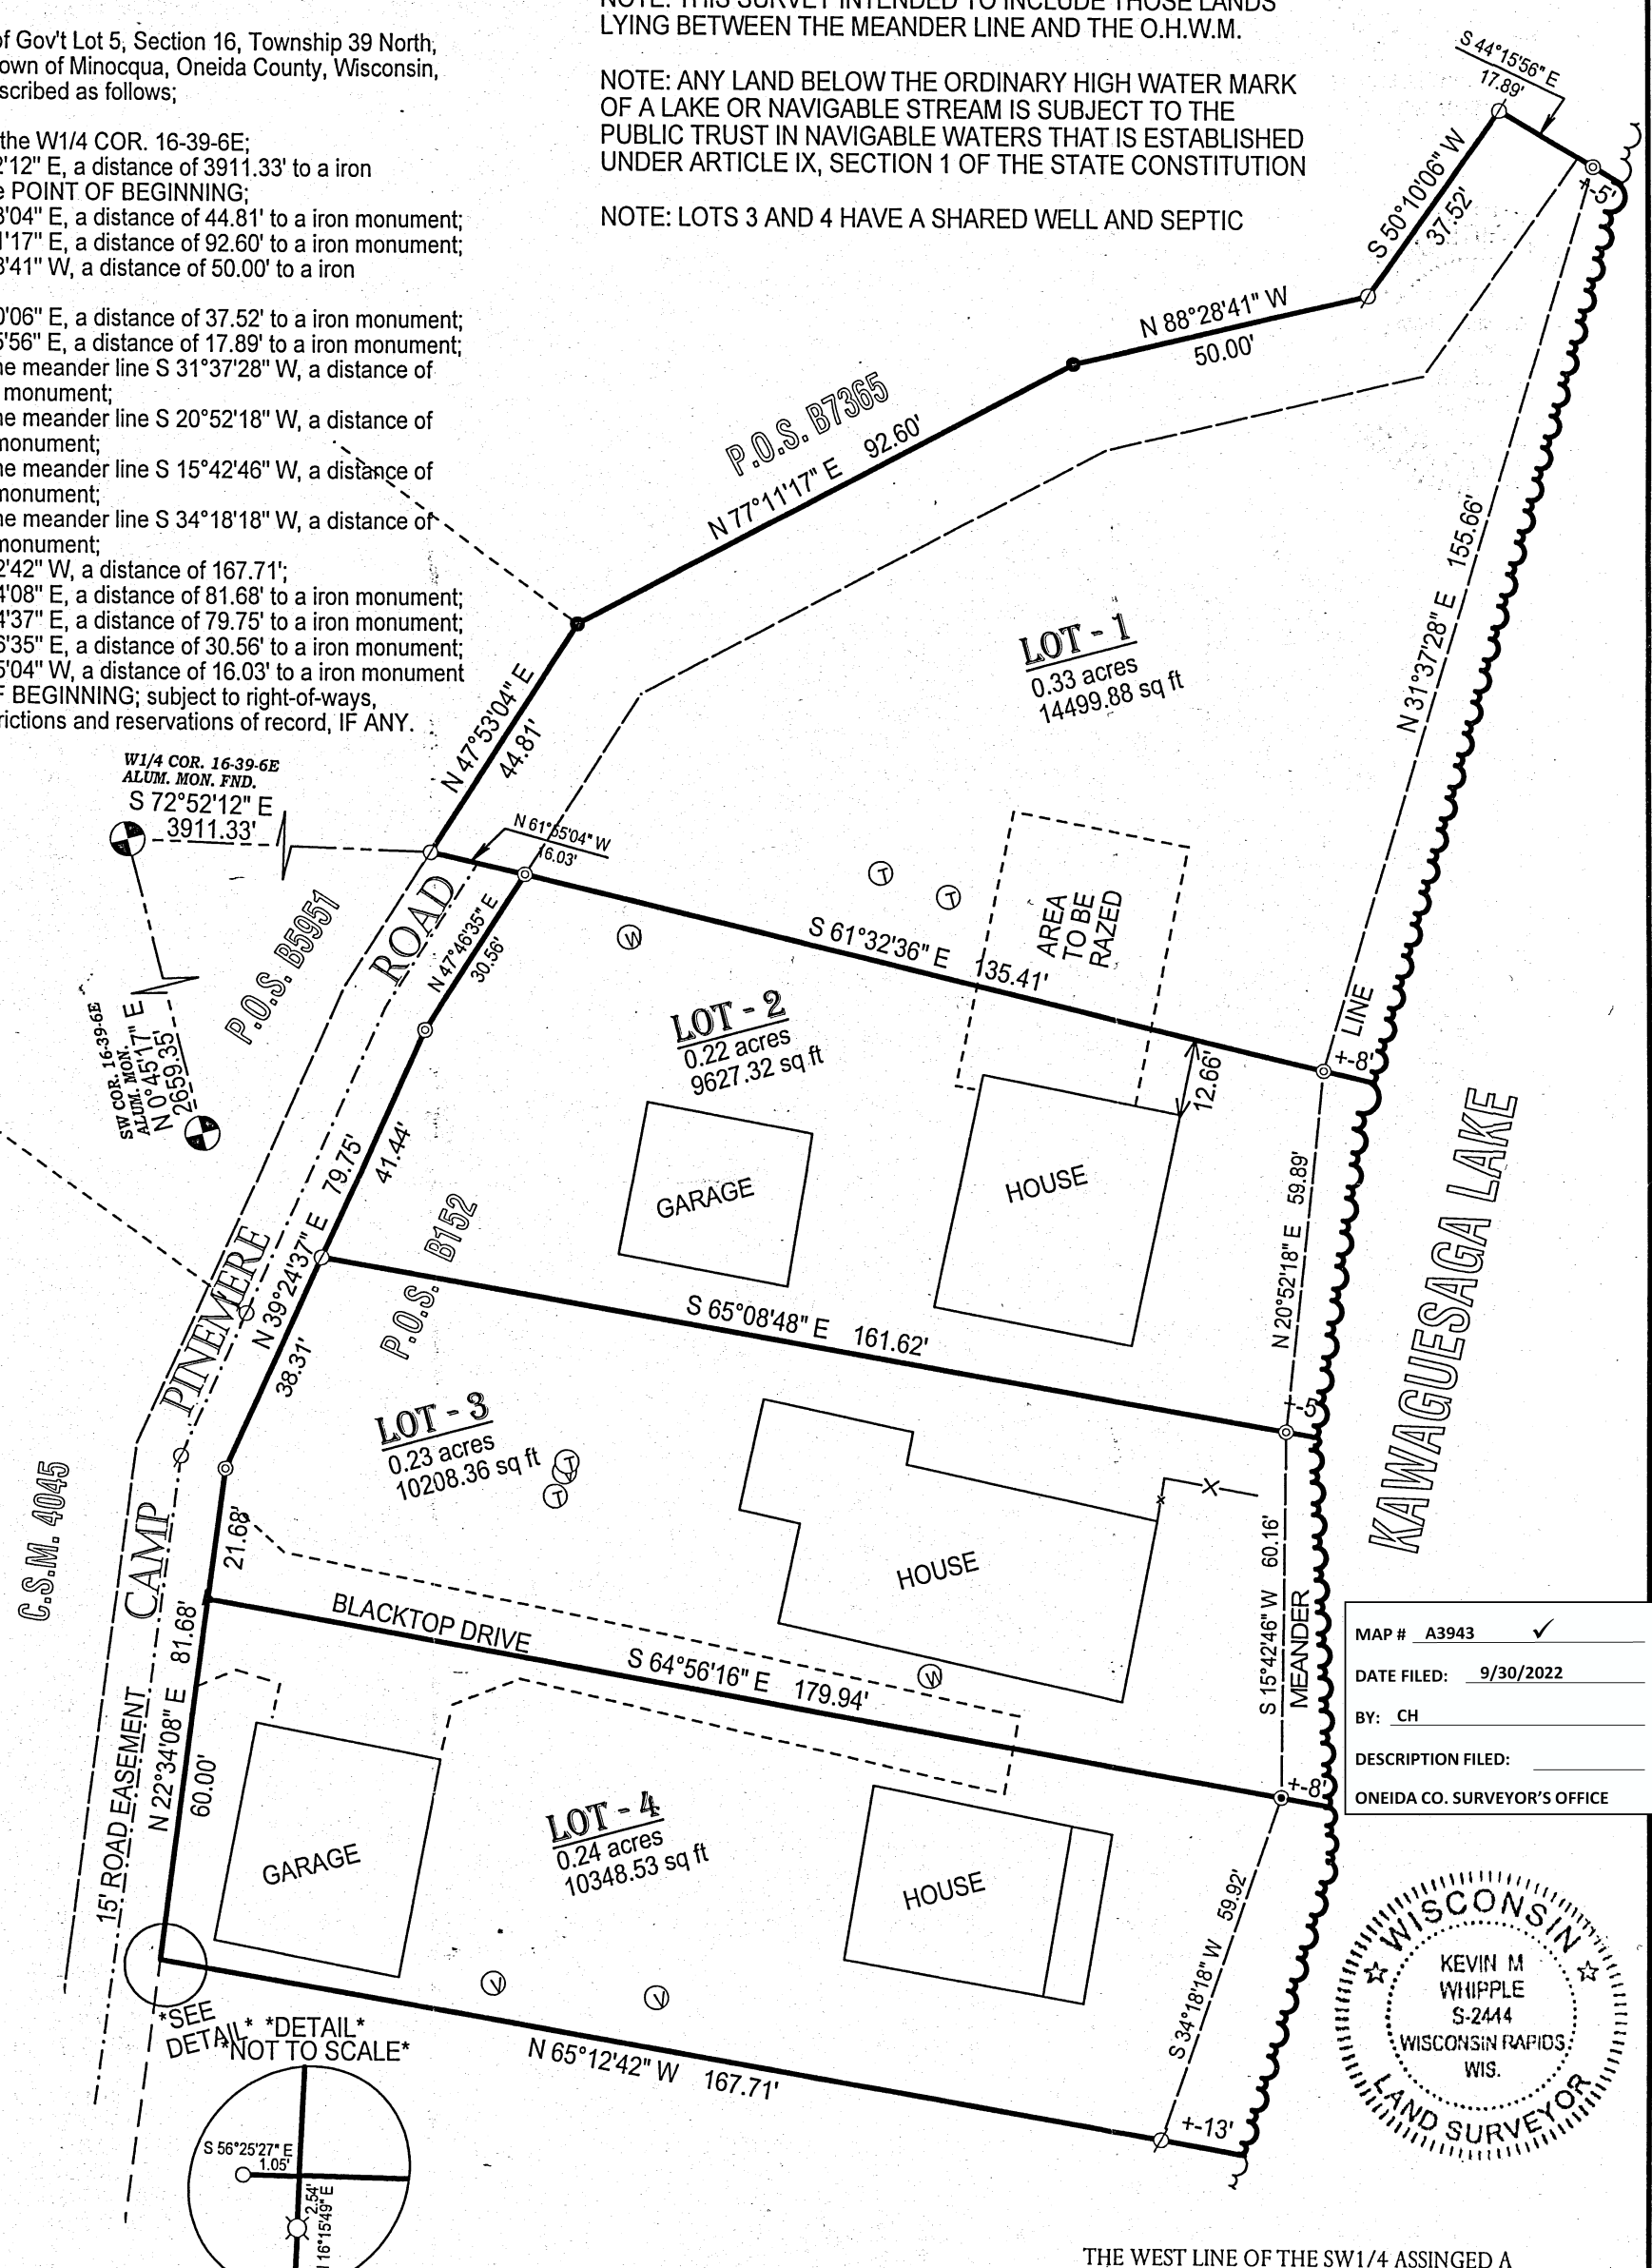 NOTE: THIS SURVEY INTENDED TO INCLUDE THOSE LANDS
LYING BETWEEN THE MEANDER LINE AND THE O.H.W.M.
NOTE: ANY LAND BELOW THE ORDINARY HIGH WATER MARK
OF A LAKE OR NAVIGABLE STREAM IS SUBJECT TO THE
PUBLIC TRUST IN NAVIGABLE WATERS THAT IS ESTABLISHED
UNDER ARTICLE IX, SECTION 1 OF THE STATE CONSTITUTION
NOTE: LOTS 3 AND 4 HAVE A SHARED WELL AND SEPTIC
of Gov't Lot 5, Section 16, Township 39 North,
own of Minocqua, Oneida County, Wisconsin,
scribed as follows;
the W1/4 COR. 16-39-6E;
2'12" E, a distance of 3911.33' to a iron
e POINT OF BEGINNING;
3'04" E, a distance of 44.81' to a iron monument;
1'17" E, a distance of 92.60' to a iron monument;
8'41" W, a distance of 50.00' to a iron
0'06" E, a distance of 37.52' to a iron monument;
5'56" E, a distance of 17.89' to a iron monument;
ne meander line S 31°37'28" W, a distance of
monument;
ne meander line S 20°52'18" W, a distance of
monument;
ne meander line S 15°42'46" W, a distance of
monument;
ne meander line S 34°18'18" W, a distance of
monument;
2'42" W, a distance of 167.71';
4'08" E, a distance of 81.68' to a iron monument;
4'37" E, a distance of 79.75' to a iron monument;
6'35" E, a distance of 30.56' to a iron monument;
5'04" W, a distance of 16.03' to a iron monument
F BEGINNING; subject to right-of-ways,
rictions and reservations of record, IF ANY.
S 44°15'56" E
17.89'
+-5'
S 50°10'06" W
37.52'
N 88°28'41" W
50.00'
P.O.S. B7365
N 77°11'17" E 92.60'
N 31°37'28" E 155.66'
LOT - 1
0.33 acres
14499.88 sq ft
N 47°53'04" E
44.81'
W1/4 COR. 16-39-6E
ALUM. MON. FND.
S 72°52'12" E
3911.33'
N 61°55'04" W
16.03'
P.O.S. B5951
ROAD
N 47°46'35" E
30.56'
W
T
T
S 61°32'36" E 135.41'
AREA
TO BE
RAZED
LINE
+-8'
SW COR. 16-39-6E
ALUM. MON.
N 0°45'17" E
2659.35'
LOT - 2
0.22 acres
9627.32 sq ft
12.66'
GARAGE
HOUSE
N 20°52'18" E 59.89'
KAWAGUESAGA LAKE
N 39°24'37" E 79.75'
41.44'
P.O.S. B152
PINEMERE
S 65°08'48" E 161.62'
+-5'
38.31'
LOT - 3
0.23 acres
10208.36 sq ft
T
T
HOUSE
X
x
S 15°42'46" W 60.16'
MEANDER
C.S.M. 4045
CAMP
21.68'
BLACKTOP DRIVE
S 64°56'16" E 179.94'
W
+-8'
N 22°34'08" E 81.68'
60.00'
15' ROAD EASEMENT
LOT - 4
0.24 acres
10348.53 sq ft
GARAGE
HOUSE
S 34°18'18" W 59.92'
V
V
N 65°12'42" W 167.71'
+-13'
*SEE
DETAIL*
*DETAIL*
*NOT TO SCALE*
S 56°25'27" E
1.05'
2.54'
16°15'49" E
MAP # A3943 ✓
DATE FILED: 9/30/2022
BY: CH
DESCRIPTION FILED:
ONEIDA CO. SURVEYOR'S OFFICE
WISCONSIN
KEVIN M
WHIPPLE
S-2444
WISCONSIN RAPIDS
WIS.
LAND SURVEYOR
THE WEST LINE OF THE SW1/4 ASSINGED A